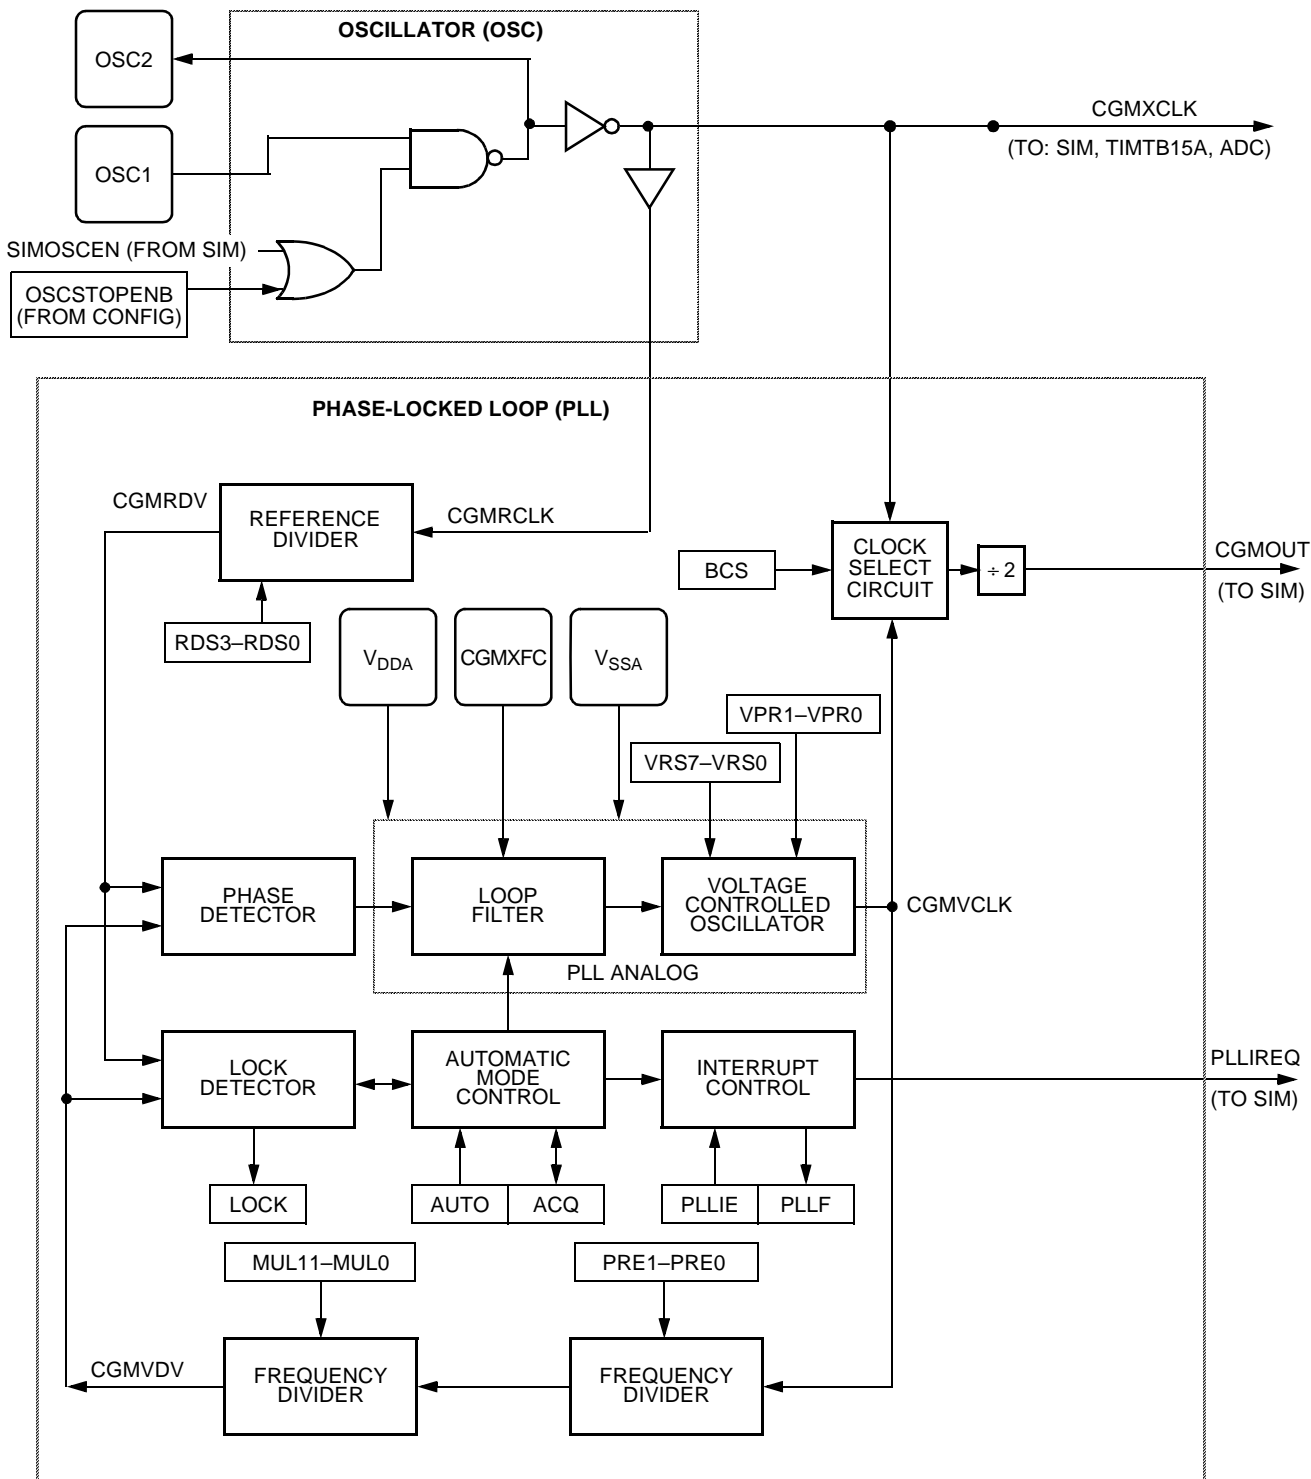 OSCILLATOR (OSC)
OSC2
OSC1
CGMXCLK
(TO: SIM, TIMTB15A, ADC)
SIMOSCEN (FROM SIM)
OSCSTOPENB
(FROM CONFIG)
PHASE-LOCKED LOOP (PLL)
CGMRDV
REFERENCE
DIVIDER
CGMRCLK
BCS
CLOCK
SELECT
CIRCUIT
÷ 2
CGMOUT
(TO SIM)
RDS3–RDS0
VDDA
CGMXFC
VSSA
VPR1–VPR0
VRS7–VRS0
PHASE
DETECTOR
LOOP
FILTER
VOLTAGE
CONTROLLED
OSCILLATOR
CGMVCLK
PLL ANALOG
LOCK
DETECTOR
AUTOMATIC
MODE
CONTROL
INTERRUPT
CONTROL
PLLIREQ
(TO SIM)
LOCK
AUTO
ACQ
PLLIE
PLLF
MUL11–MUL0
PRE1–PRE0
CGMVDV
FREQUENCY
DIVIDER
FREQUENCY
DIVIDER